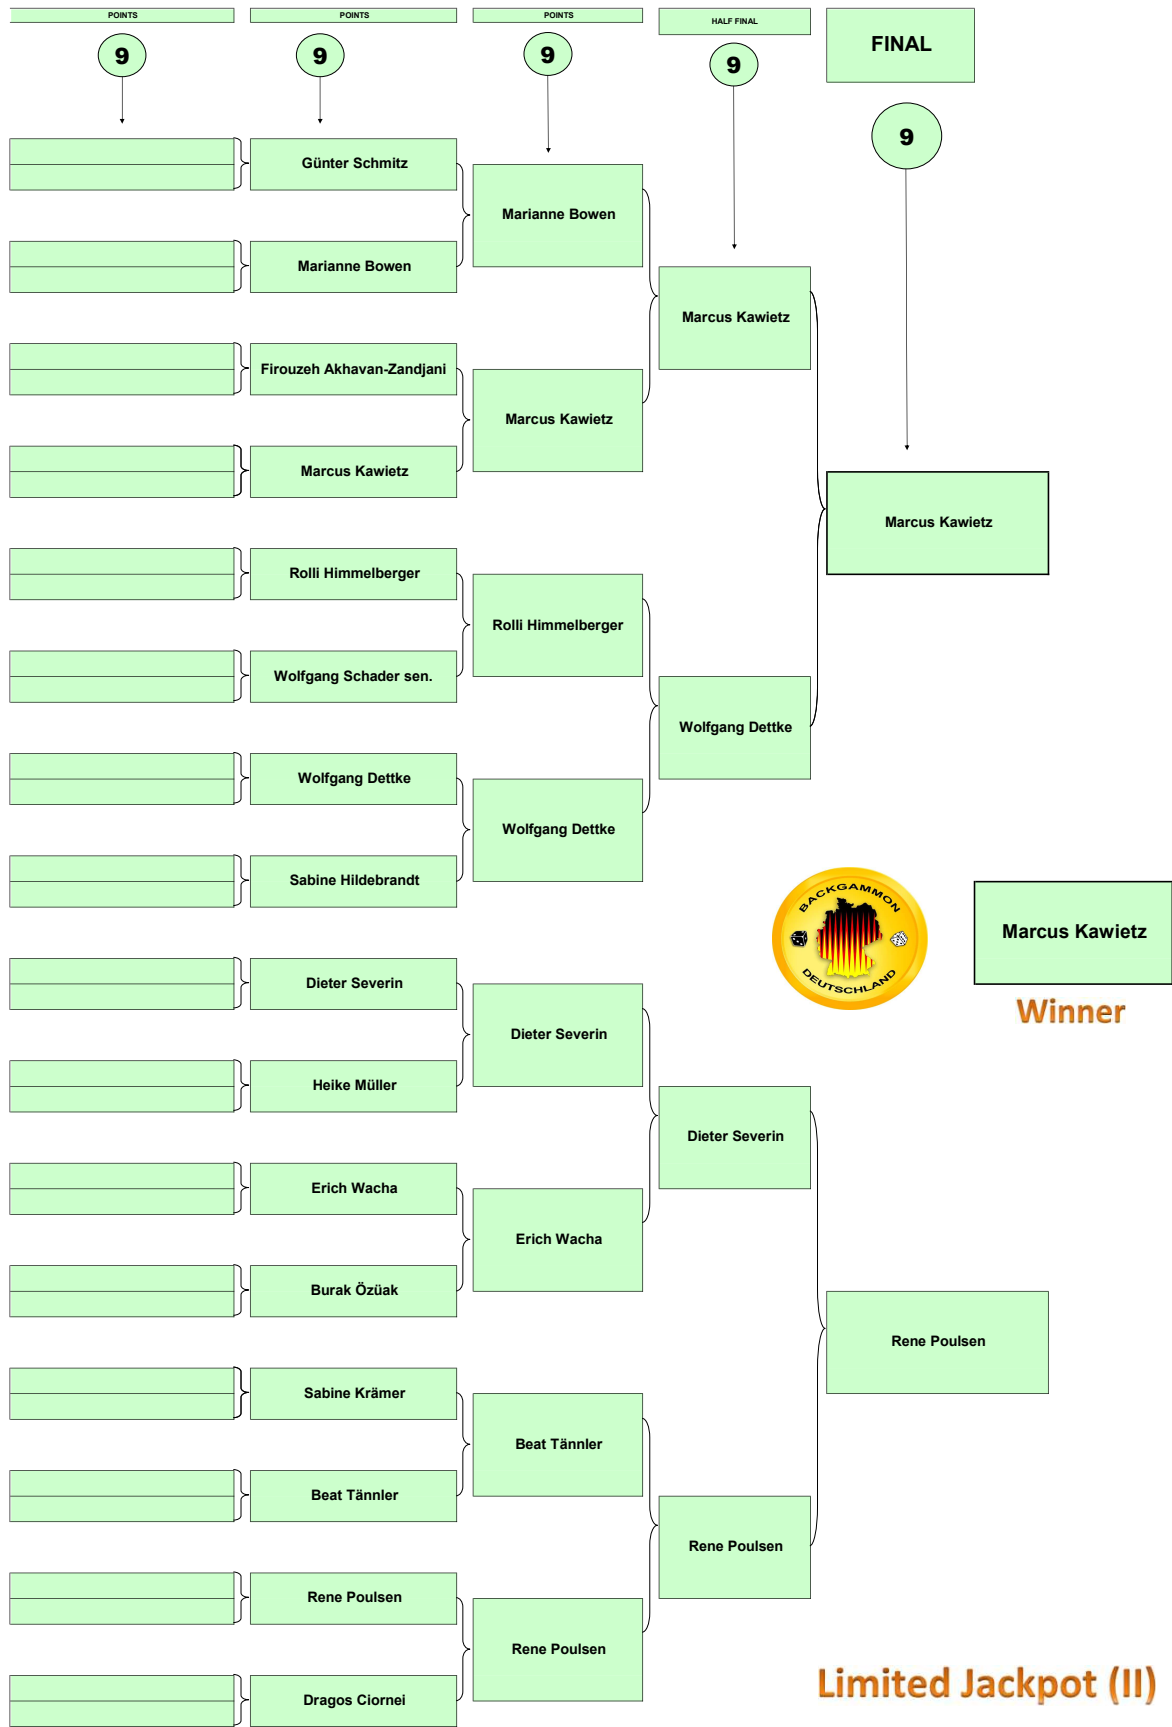 POINTS
POINTS
POINTS
HALF FINAL
FINAL
9
9
9
9
9
Günter Schmitz
Marianne Bowen
Marianne Bowen
Marcus Kawietz
Firouzeh Akhavan-Zandjani
Marcus Kawietz
Marcus Kawietz
Marcus Kawietz
Rolli Himmelberger
Rolli Himmelberger
Wolfgang Schader sen.
Wolfgang Dettke
Wolfgang Dettke
Wolfgang Dettke
Sabine Hildebrandt
BACKGAMMON
DEUTSCHLAND
Marcus Kawietz
Winner
Dieter Severin
Dieter Severin
Heike Müller
Dieter Severin
Erich Wacha
Erich Wacha
Burak Özüak
Rene Poulsen
Sabine Krämer
Beat Tännler
Beat Tännler
Rene Poulsen
Rene Poulsen
Rene Poulsen
Dragos Ciornei
Limited Jackpot (II)